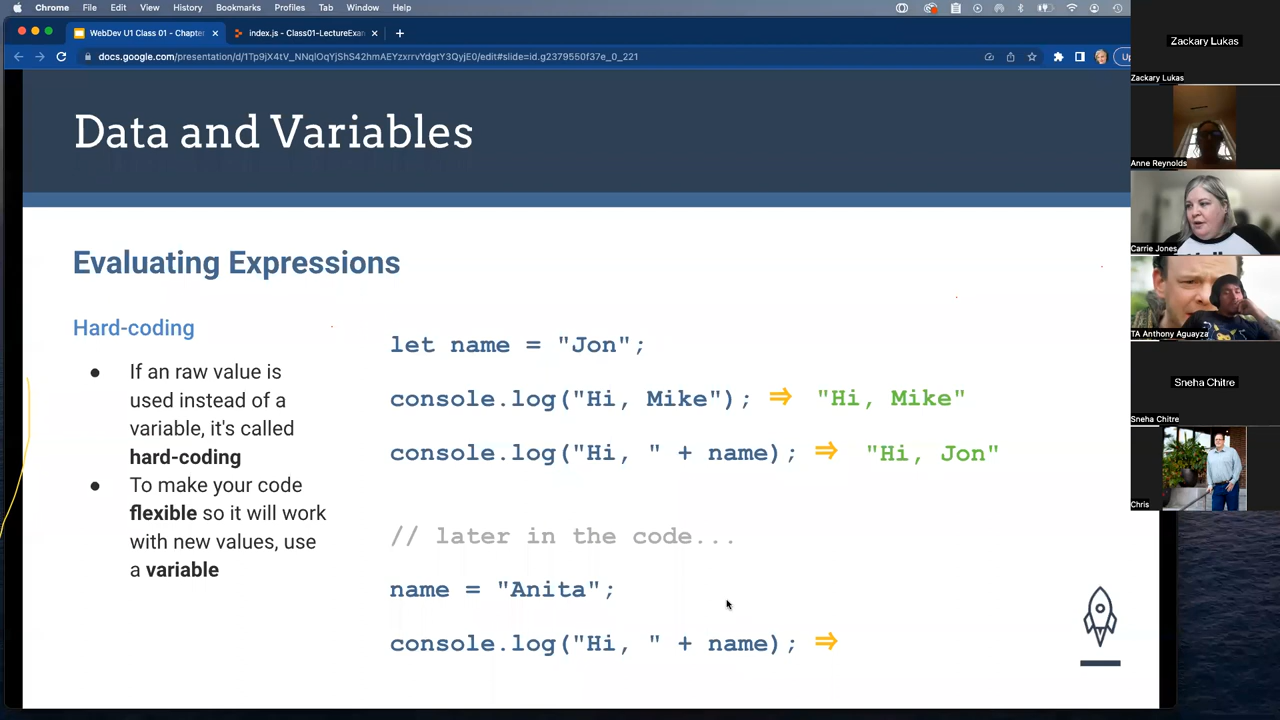 Chrome File Edit View History Bookmarks Profiles Tab Window Help
WebDev U1 Class 01 - Chapte
index.js - Class01-LectureExan
docs.google.com/presentation/d/1Tp9jX4tV_NNqIOqYjShS42hmAEYzxrrvYdgtY3QyjE0/edit#slide=id.g2379550f37e_0_221
Up
Data and Variables
Evaluating Expressions
Hard-coding
● If an raw value is
used instead of a
variable, it's called
hard-coding
● To make your code
flexible so it will work
with new values, use
a variable
let name = "Jon";
console.log("Hi, Mike"); ⇒ "Hi, Mike"
console.log("Hi, " + name); ⇒ "Hi, Jon"
// later in the code...
name = "Anita";
console.log("Hi, " + name); ⇒
Zackary Lukas
Zackary Lukas
Anne Reynolds
Carrie Jones
TA Anthony Aguayza
Sneha Chitre
Sneha Chitre
Chris